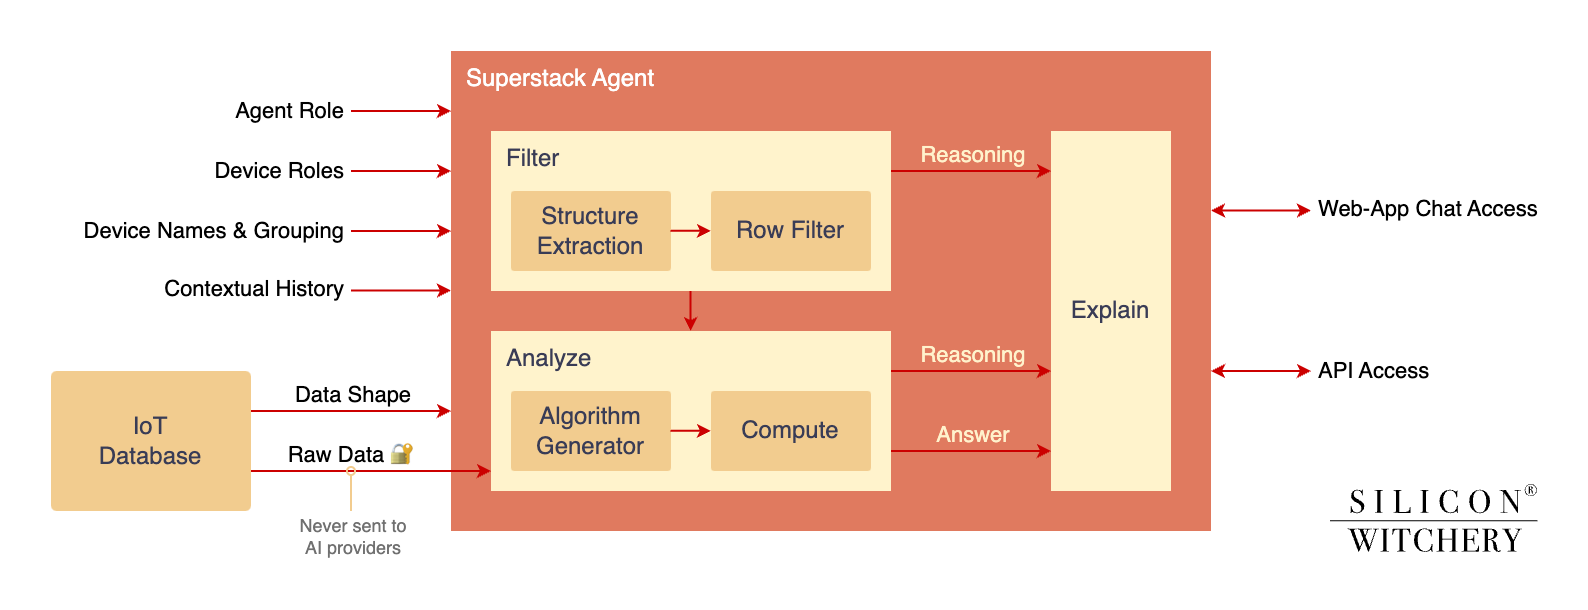 Superstack Agent
Agent Role
Device Roles
Device Names & Grouping
Contextual History
Filter
Structure
Extraction
Row Filter
Reasoning
Analyze
Algorithm
Generator
Compute
Reasoning
Answer
Explain
IoT
Database
Data Shape
Raw Data 🔐
Never sent to
AI providers
Web-App Chat Access
API Access
SILICON®
WITCHERY